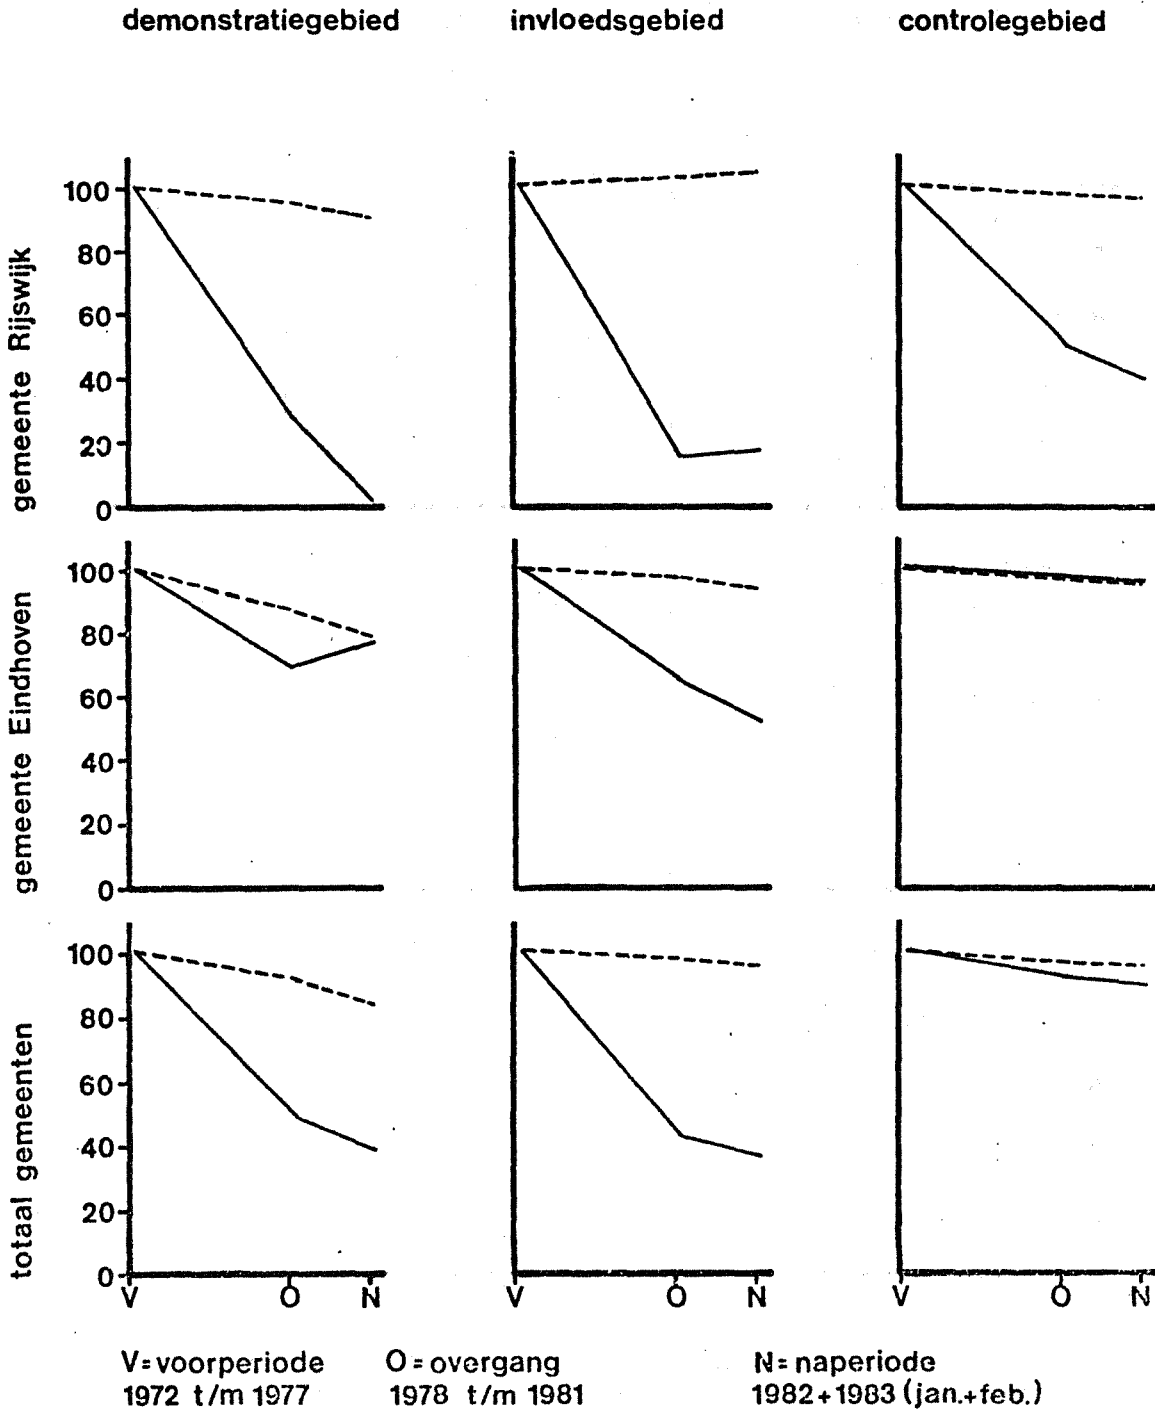 demonstratiegebied invloedsgebied controlegebied
gemeente Rijswijk
100
80
60
40
20
0
gemeente Eindhoven
100
80
60
40
20
0
totaal gemeenten
100
80
60
40
20
0
V O N V O N V O N
V=voorperiode O=overgang N=naperiode
1972 t/m 1977 1978 t/m 1981 1982+1983 (jan.+feb.)